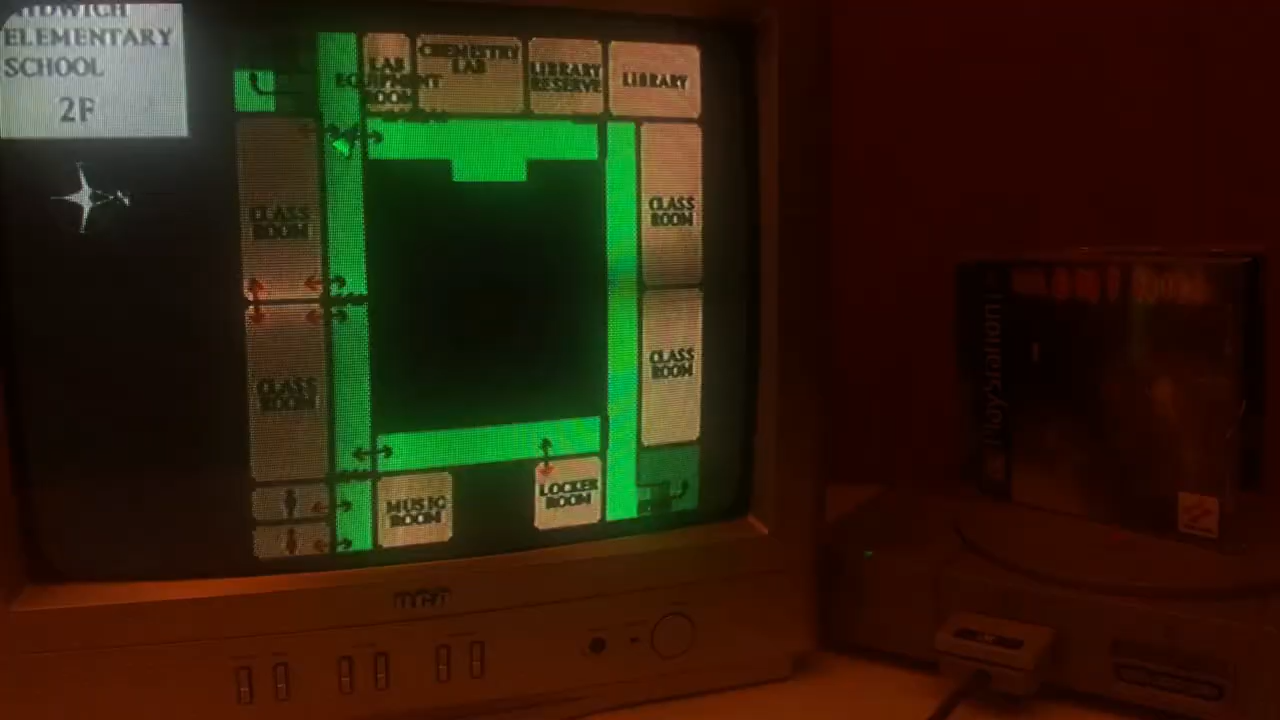 ELEMENTARY
SCHOOL
2F
LAB
EQUIPMENT
ROOM
CHEMISTRY
LAB
LIBRARY
RESERVE
LIBRARY
CLASS
ROOM
CLASS
ROOM
CLASS
ROOM
CLASS
ROOM
MUSIC
ROOM
LOCKER
ROOM
PlayStation